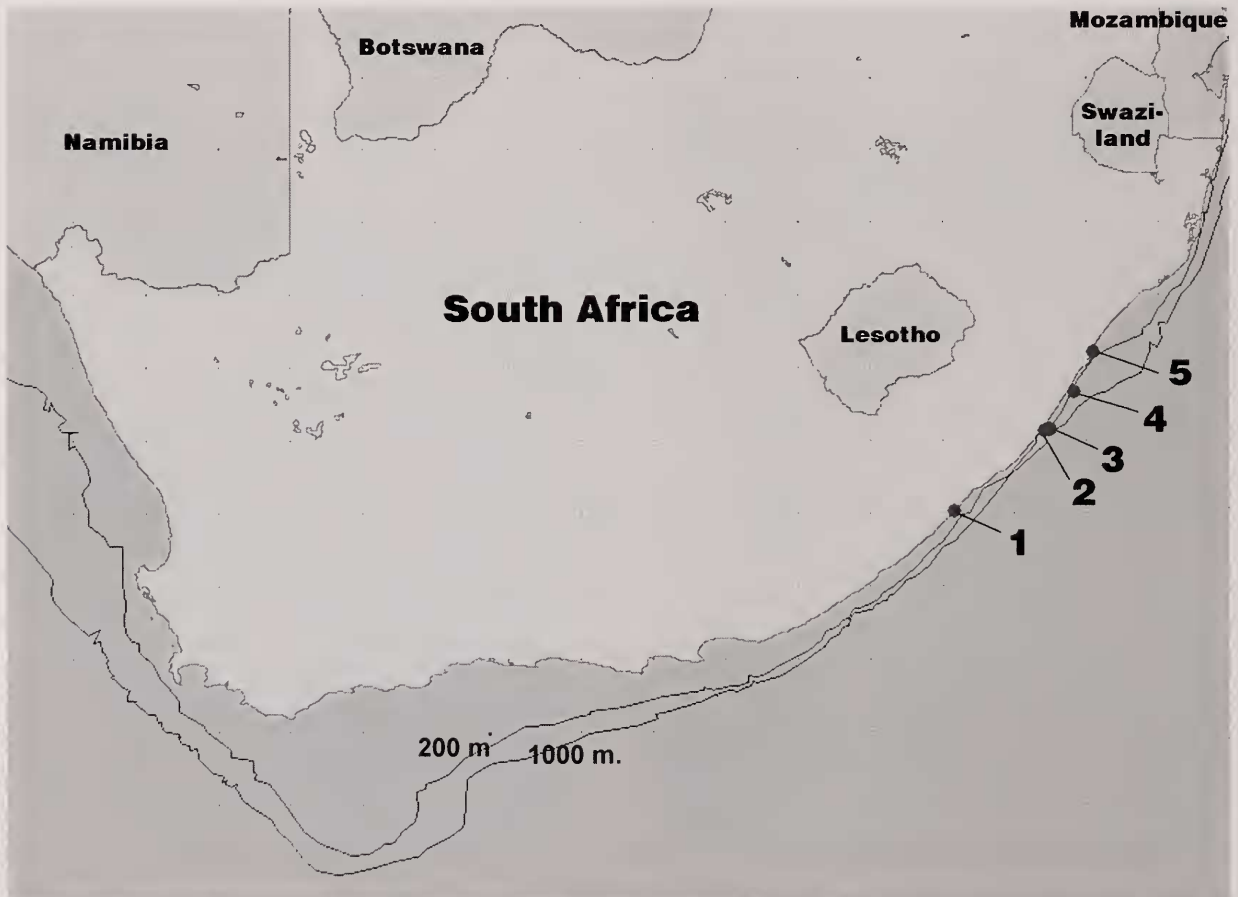 Mozambique
Botswana
Swazi-
land
Namibia
South Africa
Lesotho
5
4
3
2
1
200 m
1000 m.